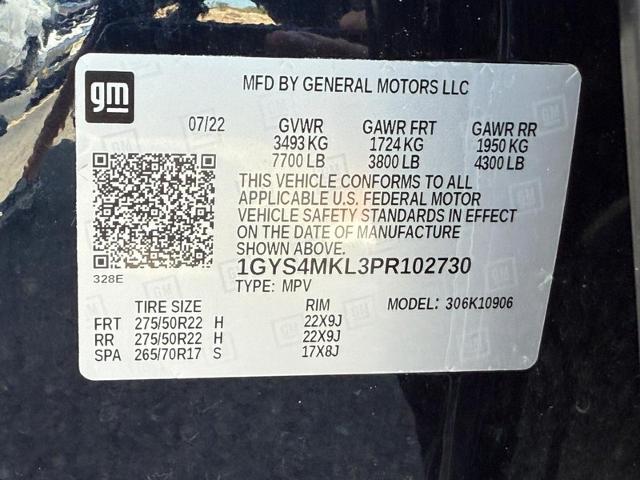 gm
MFD BY GENERAL MOTORS LLC
07/22 GVWR GAWR FRT GAWR RR
3493 KG 1724 KG 1950 KG
7700 LB 3800 LB 4300 LB
THIS VEHICLE CONFORMS TO ALL
APPLICABLE U.S. FEDERAL MOTOR
VEHICLE SAFETY STANDARDS IN EFFECT
ON THE DATE OF MANUFACTURE
SHOWN ABOVE.
328E
1GYS4MKL3PR102730
TYPE: MPV
TIRE SIZE RIM MODEL: 306K10906
FRT 275/50R22 H 22X9J
RR 275/50R22 H 22X9J
SPA 265/70R17 S 17X8J